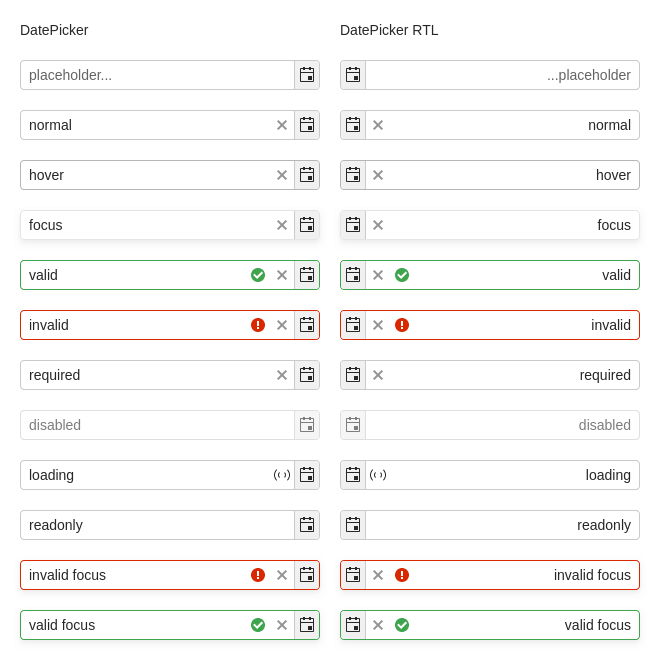 DatePicker DatePicker RTL
placeholder... ...placeholder
normal normal
hover hover
focus focus
valid valid
invalid invalid
required required
disabled disabled
loading loading
readonly readonly
invalid focus invalid focus
valid focus valid focus